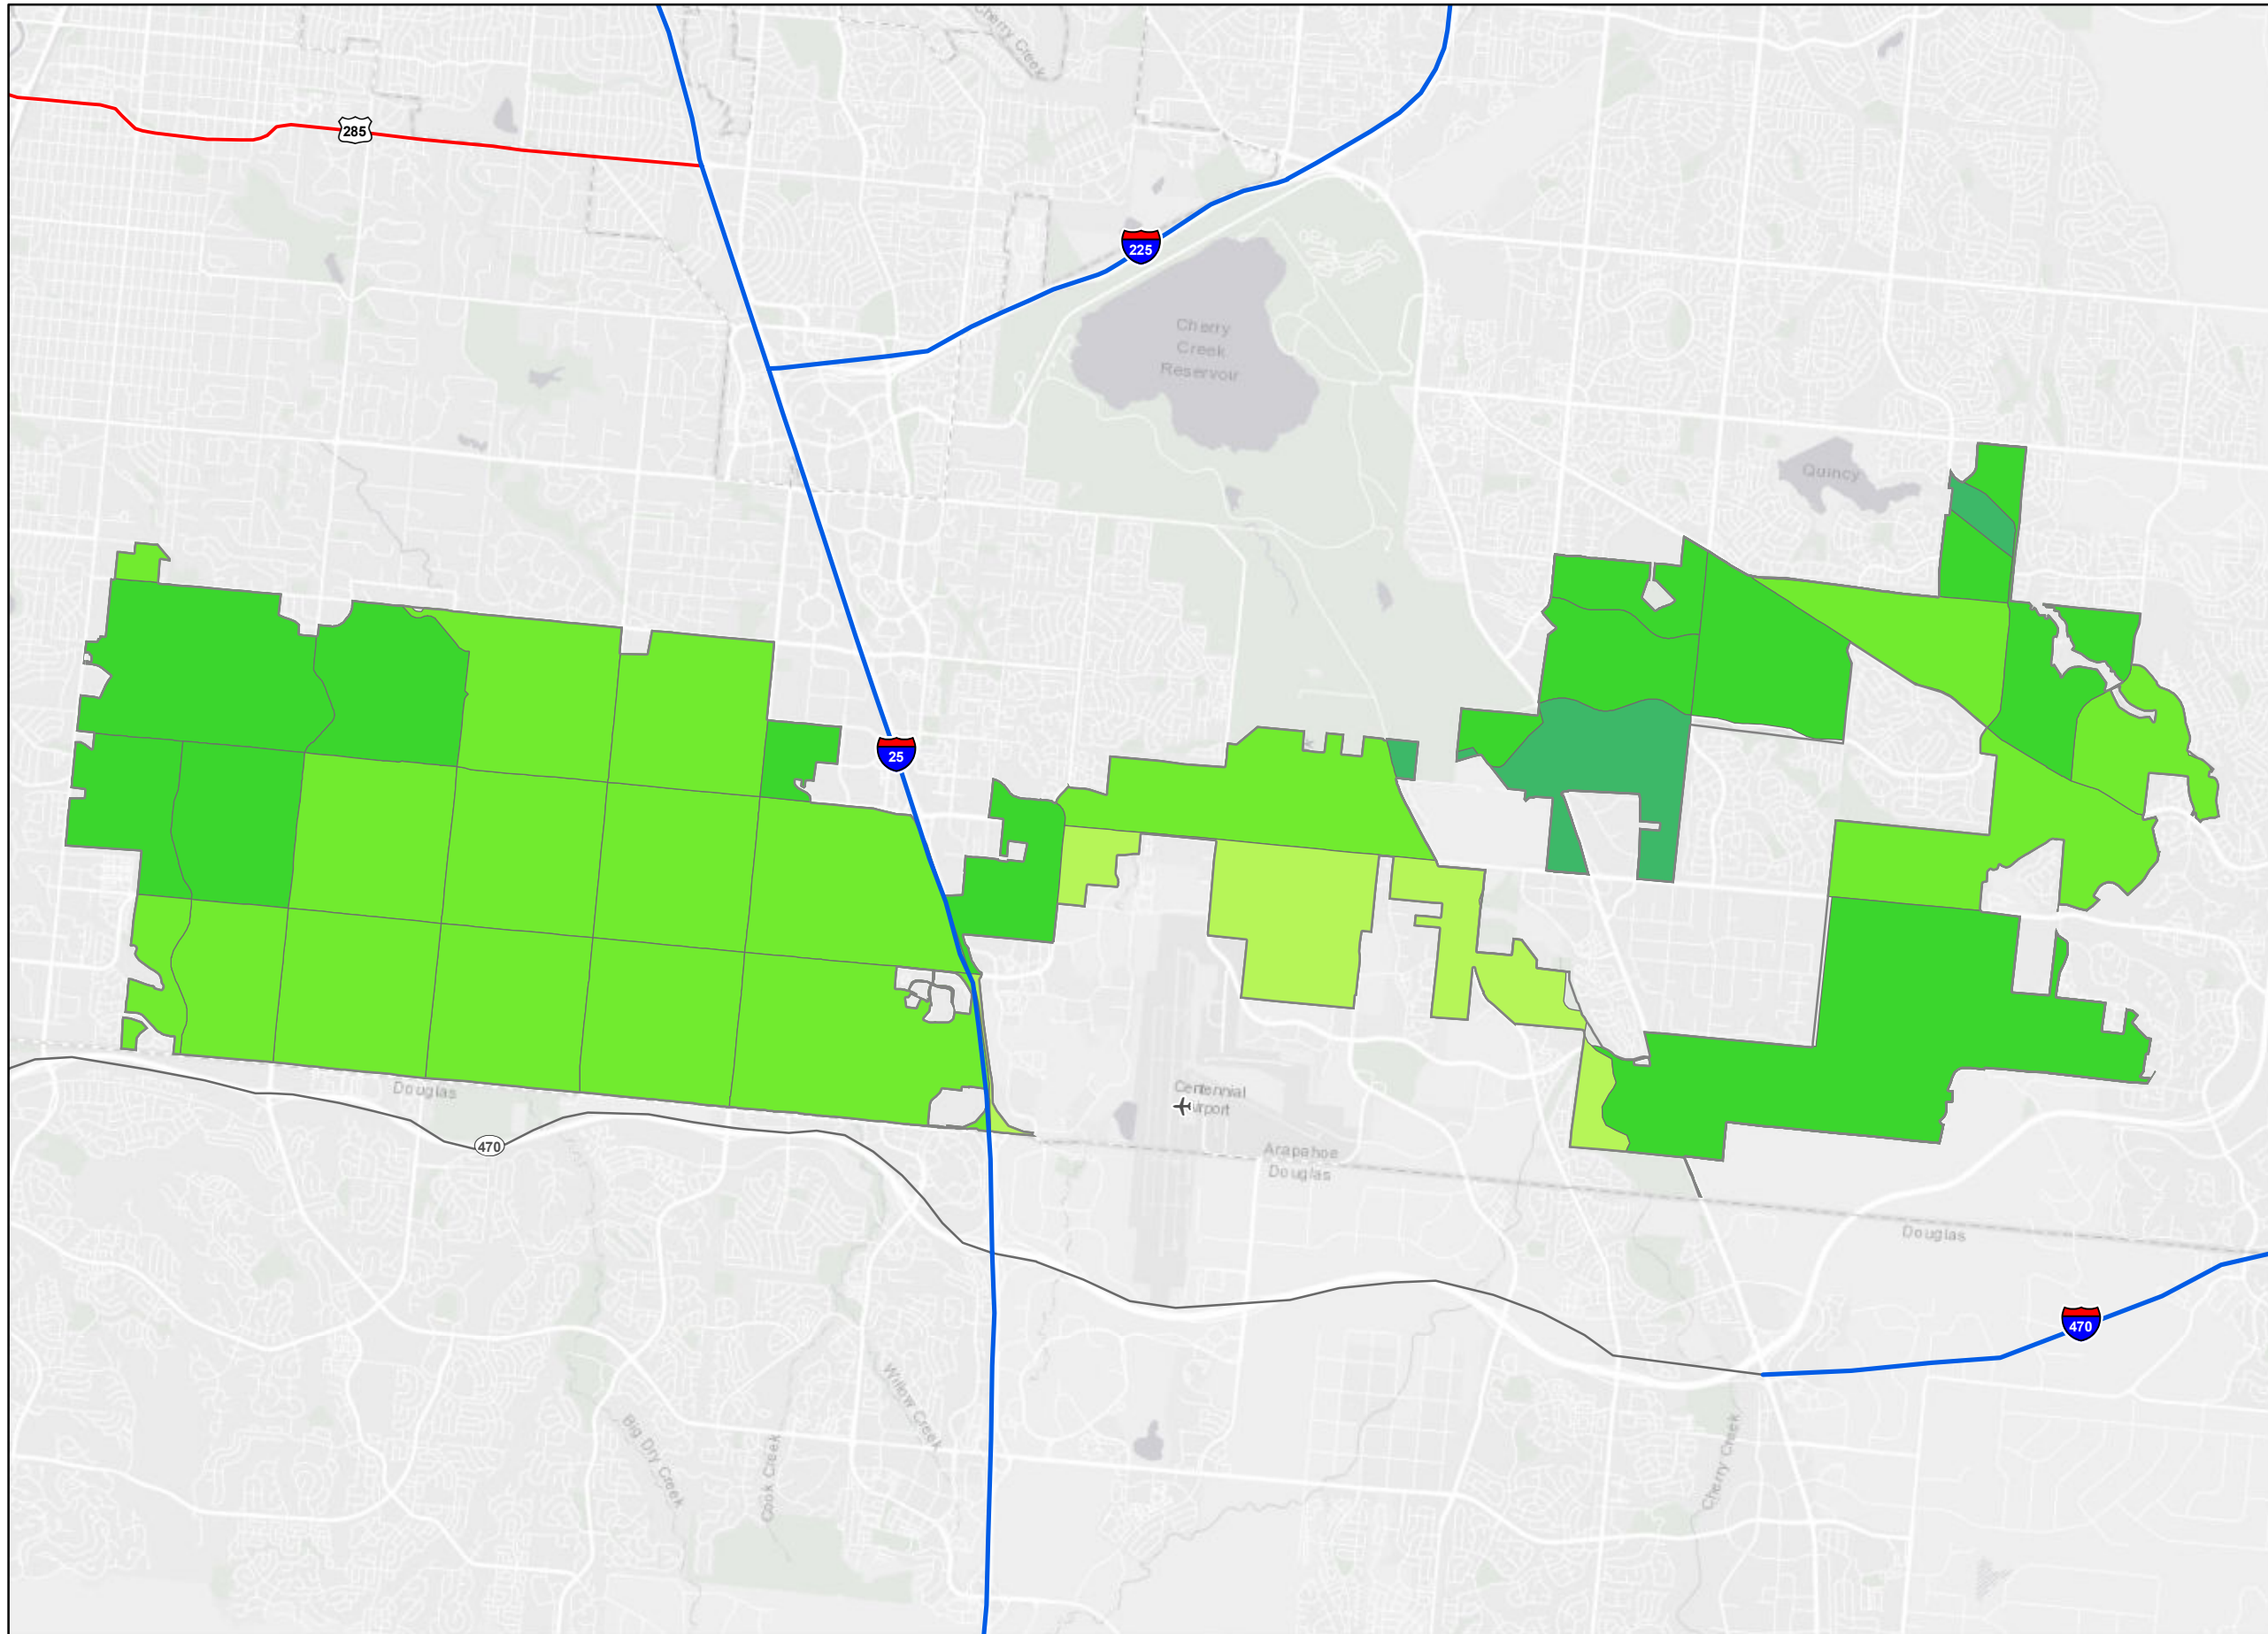 Cherry Creek
285
225
Cherry
Creek
Reservoir
Quincy
25
Douglas
470
Centennial
Airport
Arapahoe
Douglas
Douglas
470
Willow Creek
Big Dry Creek
Cook Creek
Cherry Creek